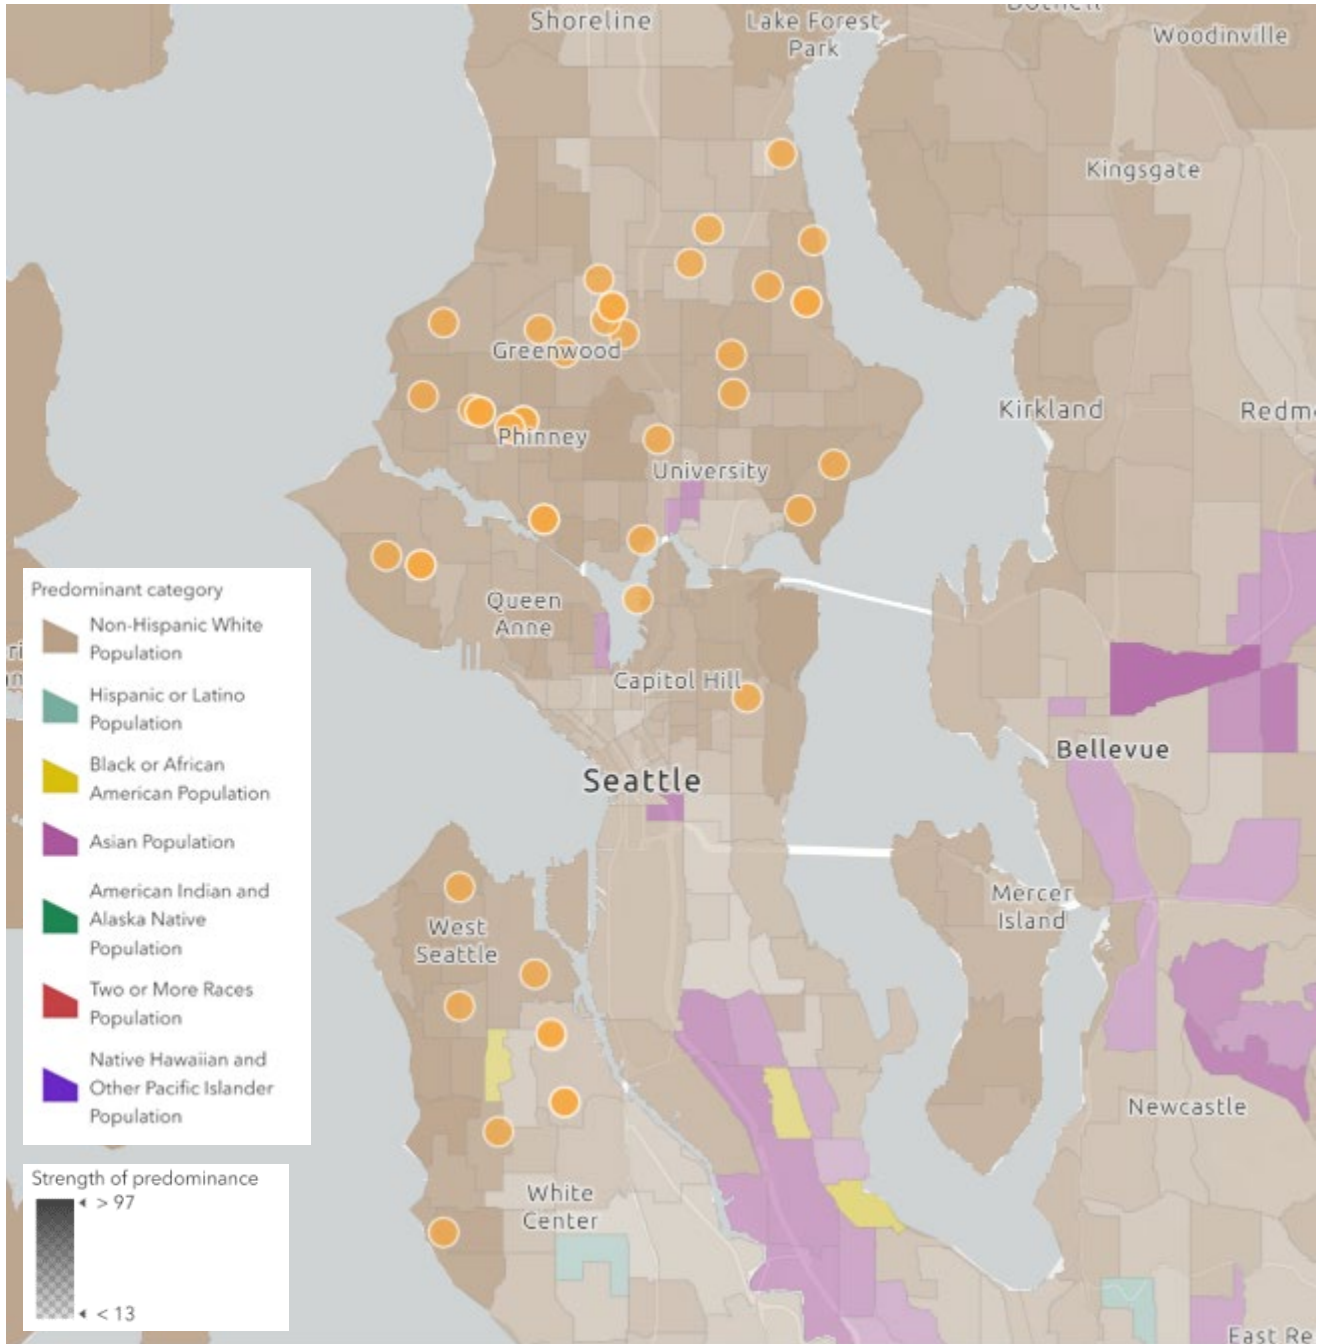 Shoreline
Lake Forest
Park
Woodinville
Kingsgate
Greenwood
Kirkland
Phinney
University
Predominant category
Non-Hispanic White
Population
Hispanic or Latino
Population
Black or African
American Population
Asian Population
American Indian and
Alaska Native
Population
Two or More Races
Population
Native Hawaiian and
Other Pacific Islander
Population
Queen
Anne
Capitol Hill
Bellevue
Seattle
Mercer
Island
West
Seattle
Newcastle
Strength of predominance
> 97
< 13
White
Center
East Re